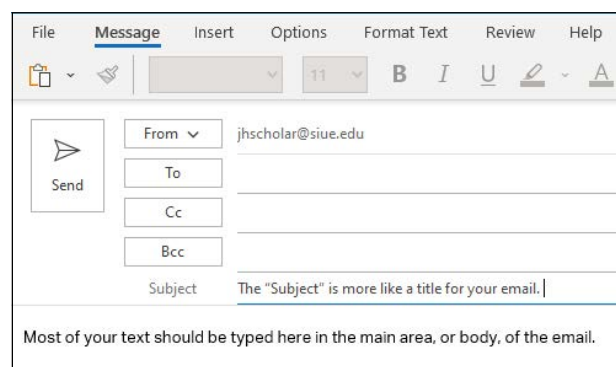 File Message Insert Options Format Text Review Help
11 B I U A
From jhscholar@siue.edu
Send
To
Cc
Bcc
Subject The “Subject” is more like a title for your email.
Most of your text should be typed here in the main area, or body, of the email.